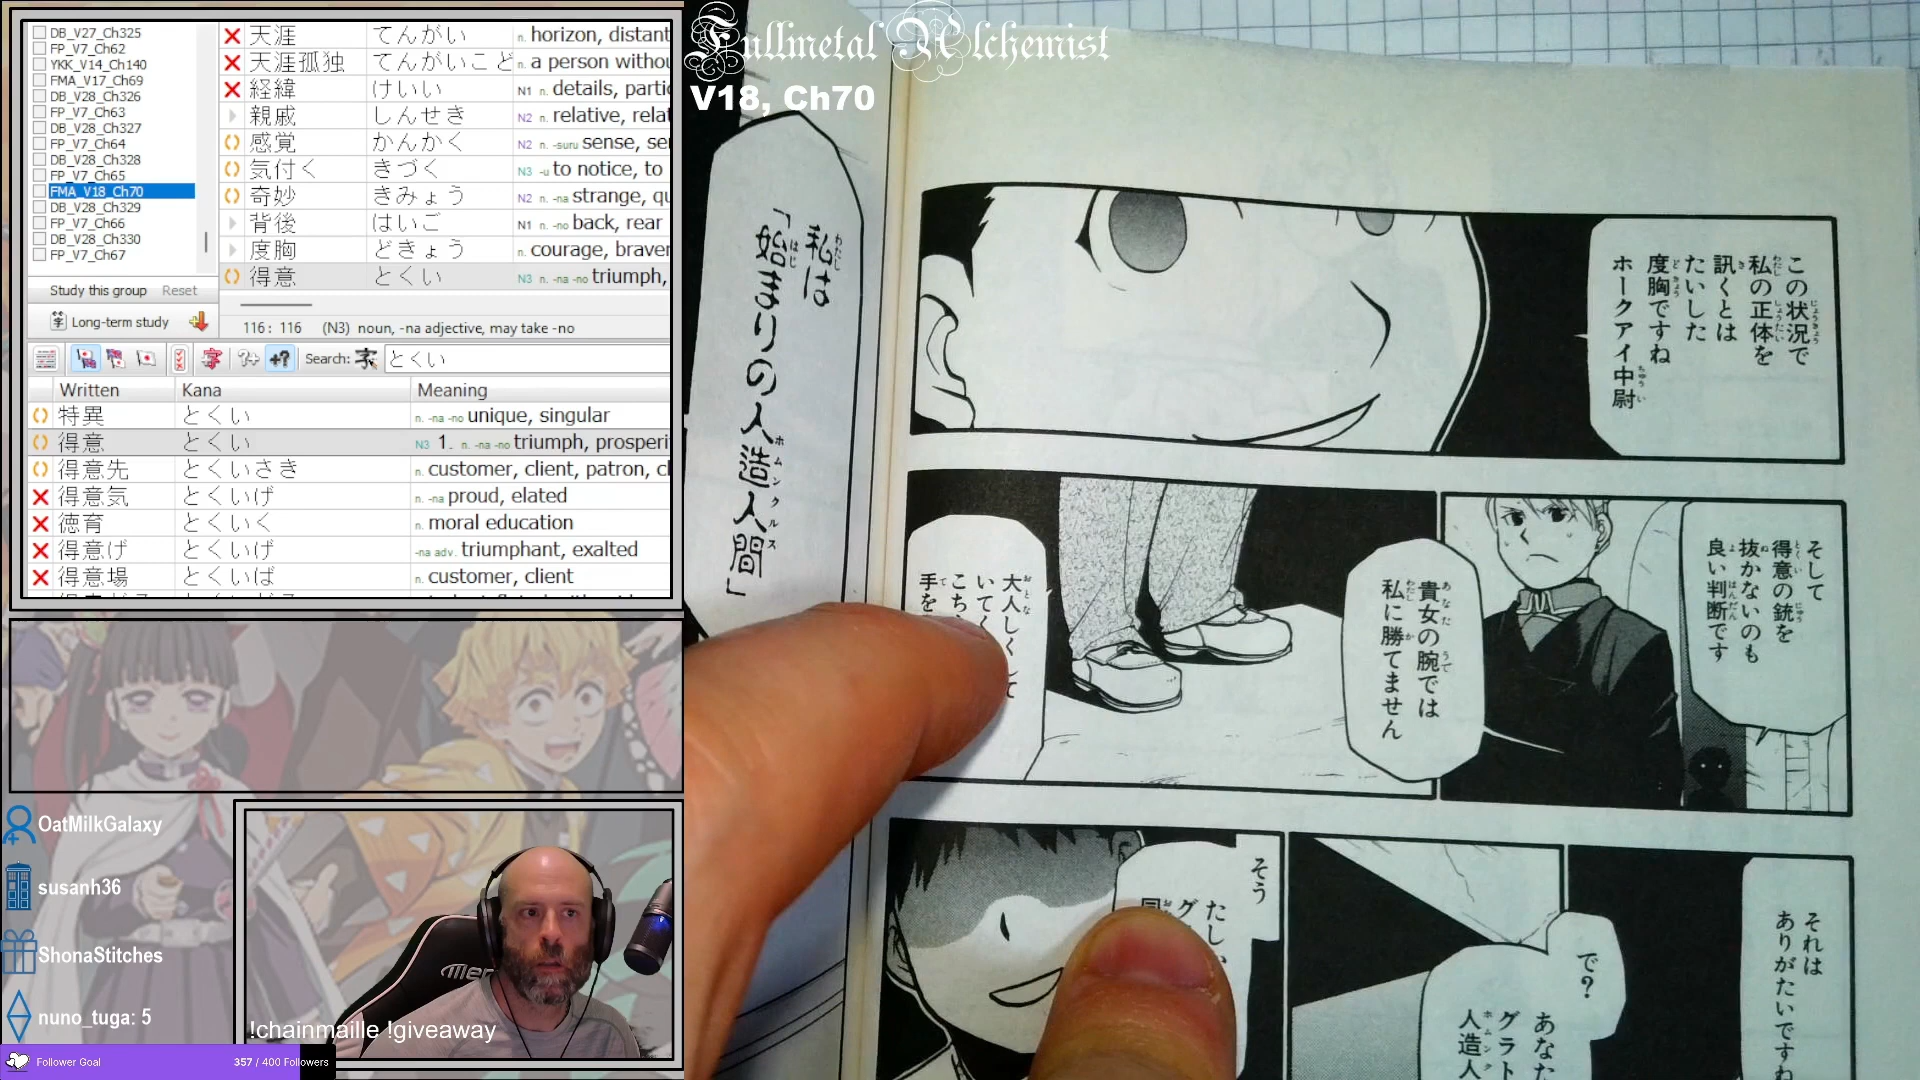 DB_V27_Ch325
FP_V7_Ch62
YKK_V14_Ch140
FMA_V17_Ch69
DB_V28_Ch326
FP_V7_Ch63
DB_V28_Ch327
FP_V7_Ch64
DB_V28_Ch328
FP_V7_Ch65
FMA_V18_Ch70
DB_V28_Ch329
FP_V7_Ch66
DB_V28_Ch330
FP_V7_Ch67
Study this group Reset
Long-term study
天涯 てんがい n. horizon, distant
天涯孤独 てんがいこど n. a person withou
経緯 けいい N1 n. details, partic
親戚 しんせき N2 n. relative, relat
感覚 かんかく N2 n. -suru sense, se
気付く きづく N3 -u to notice, to
奇妙 きみょう N2 n. -na strange, qu
背後 はいご N1 n. -no back, rear
度胸 どきょう n. courage, braver
得意 とくい N3 n. -na -no triumph,
116: 116 (N3) noun, -na adjective, may take -no
Search: とくい
Written Kana Meaning
特異 とくい n. -na -no unique, singular
得意 とくい N3 1. n. -na -no triumph, prosperi
得意先 とくいさき n. customer, client, patron, cl
得意気 とくいげ n. -na proud, elated
徳育 とくいく n. moral education
得意げ とくいげ -na adv. triumphant, exalted
得意場 とくいば n. customer, client
OatMilkGalaxy
susanh36
ShonaStitches
nuno_tuga: 5
!chainmaille !giveaway
Follower Goal 357 / 400 Followers
Fullmetal Alchemist
V18, Ch70
この状況で
私の正体を
訊くとは
たいした
度胸ですね
ホークアイ中尉
そして
得意の銃を
抜かないのも
良い判断です
貴女の腕では
私に勝てません
大人しく
いてく
こち
手を
それは
ありがたいですね
で?
あなた
グラト
人造人
そう
たし
グ
私は
「始まりの人造人間」
ホムンクルス